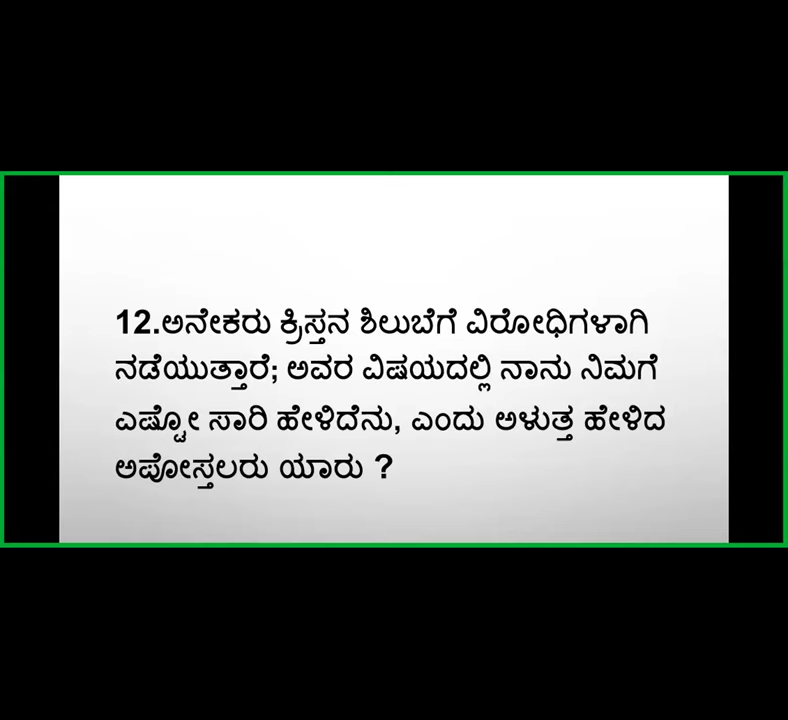 12.ಅನೇಕರು ಕ್ರಿಸ್ತನ ಶಿಲುಬೆಗೆ ವಿರೋಧಿಗಳಾಗಿ
ನಡೆಯುತ್ತಾರೆ; ಅವರ ವಿಷಯದಲ್ಲಿ ನಾನು ನಿಮಗೆ
ಎಷ್ಟೋ ಸಾರಿ ಹೇಳಿದೆನು, ಎಂದು ಅಳುತ್ತ ಹೇಳಿದ
ಅಪೋಸ್ತಲರು ಯಾರು ?